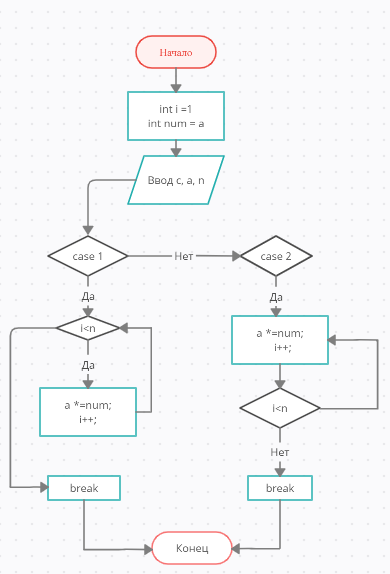 Начало
int i =1
int num = a
Ввод c, a, n
case 1
Нет
case 2
Да
Да
i<n
a *=num;
i++;
Да
a *=num;
i++;
i<n
Нет
break
break
Конец